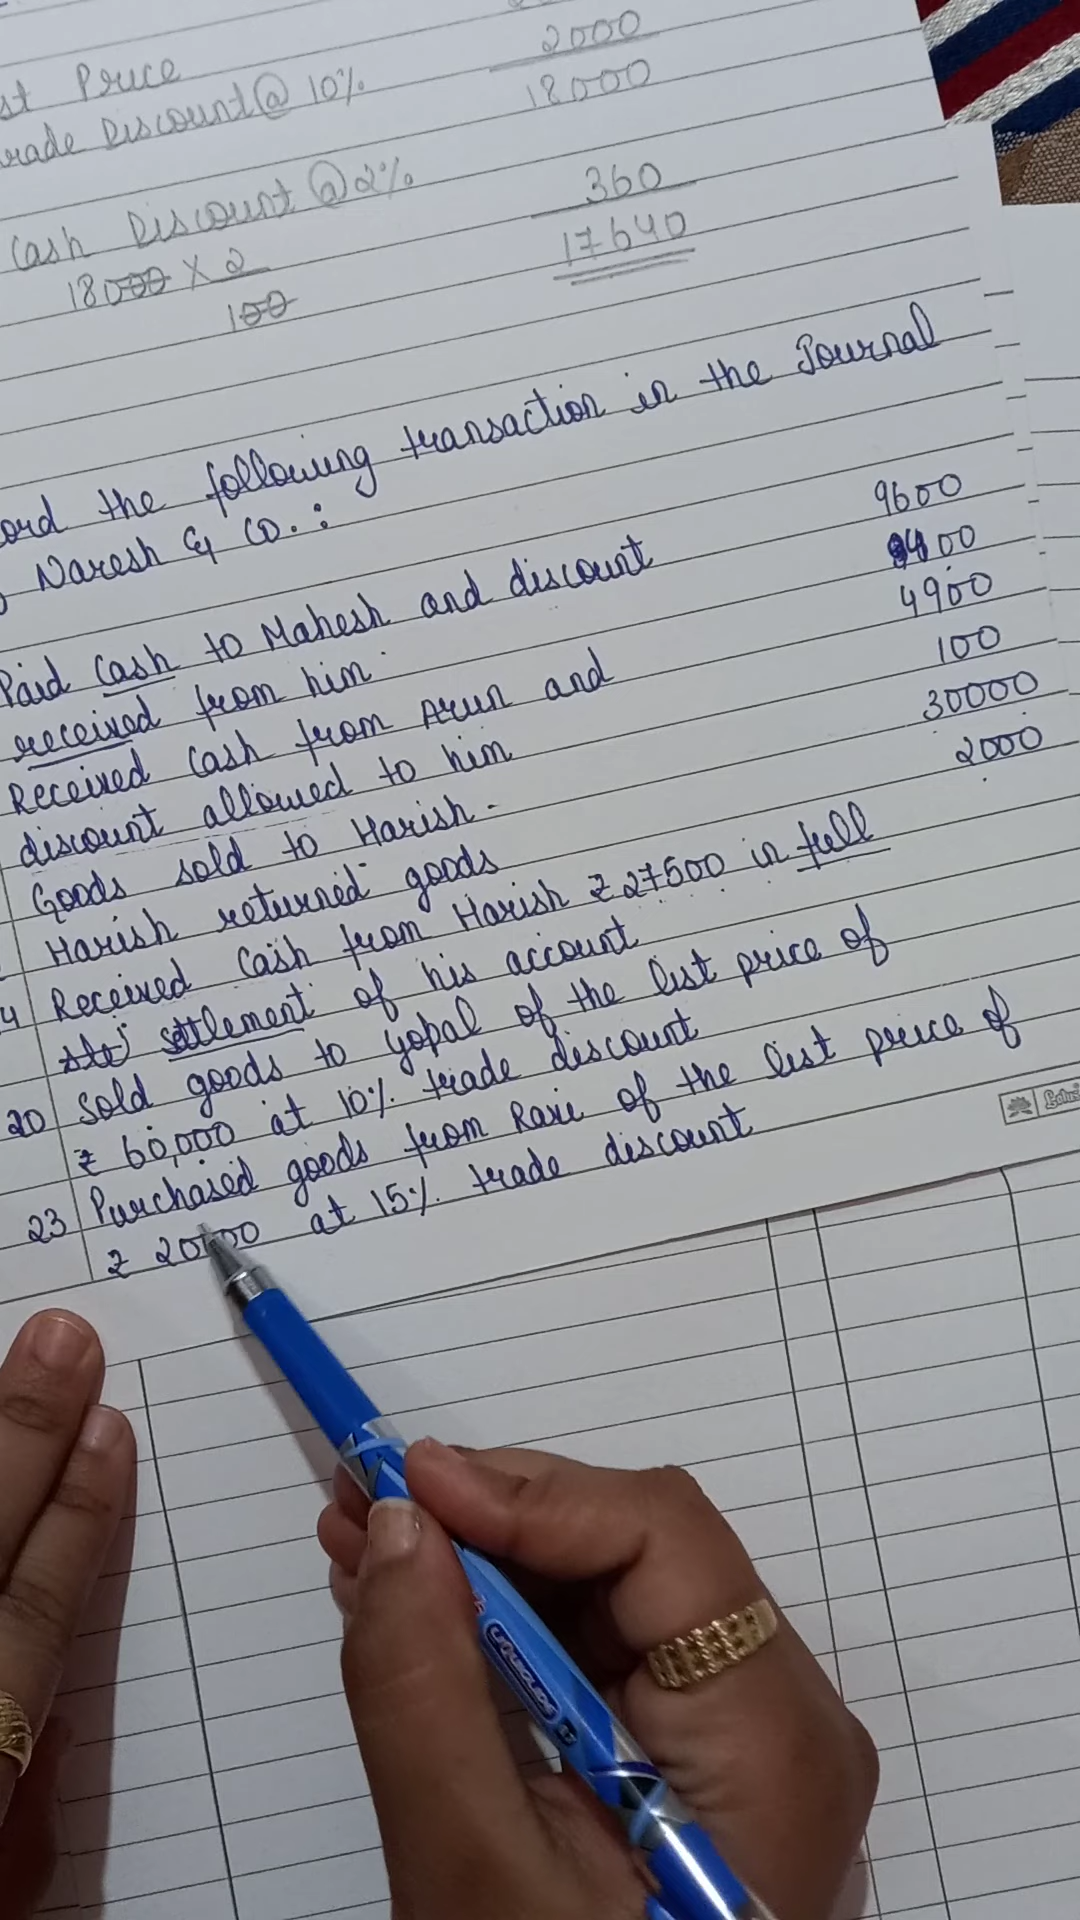 st Price
2000
rade Discount @ 10%
18000
Cash Discount @ 2%
360
18000 X 2
17640
100
ord the following transaction in the Journal
Naresh & Co. :
Paid cash to Mahesh and discount 9600
received from him. 400
Received cash from Arun and 4900
discount allowed to him 100
Goods sold to Harish - 30000
Harish returned goods 2000
4 Received cash from Harish ₹ 27500 in full
settlement of his account
20 Sold goods to Gopal of the list price of
₹ 60,000 at 10% trade discount
23 Purchased goods from Ravi of the list price of
₹ 20000 at 15% trade discount
Lotus